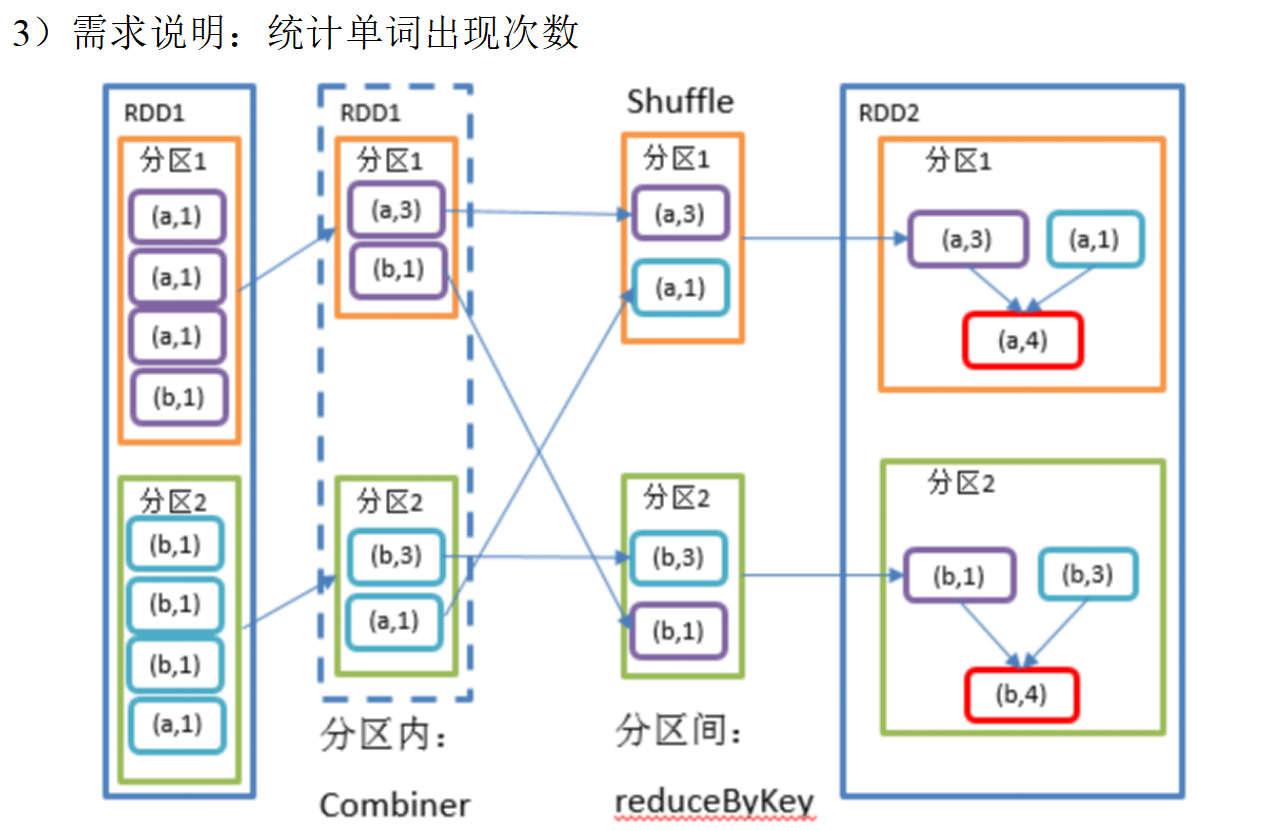 3）需求说明：统计单词出现次数
RDD1
分区1
(a,1)
(a,1)
(a,1)
(b,1)
分区2
(b,1)
(b,1)
(b,1)
(a,1)
RDD1
分区1
(a,3)
(b,1)
分区2
(b,3)
(a,1)
分区内：
Combiner
Shuffle
分区1
(a,3)
(a,1)
分区2
(b,3)
(b,1)
分区间：
reduceByKey
RDD2
分区1
(a,3)
(a,1)
(a,4)
分区2
(b,1)
(b,3)
(b,4)